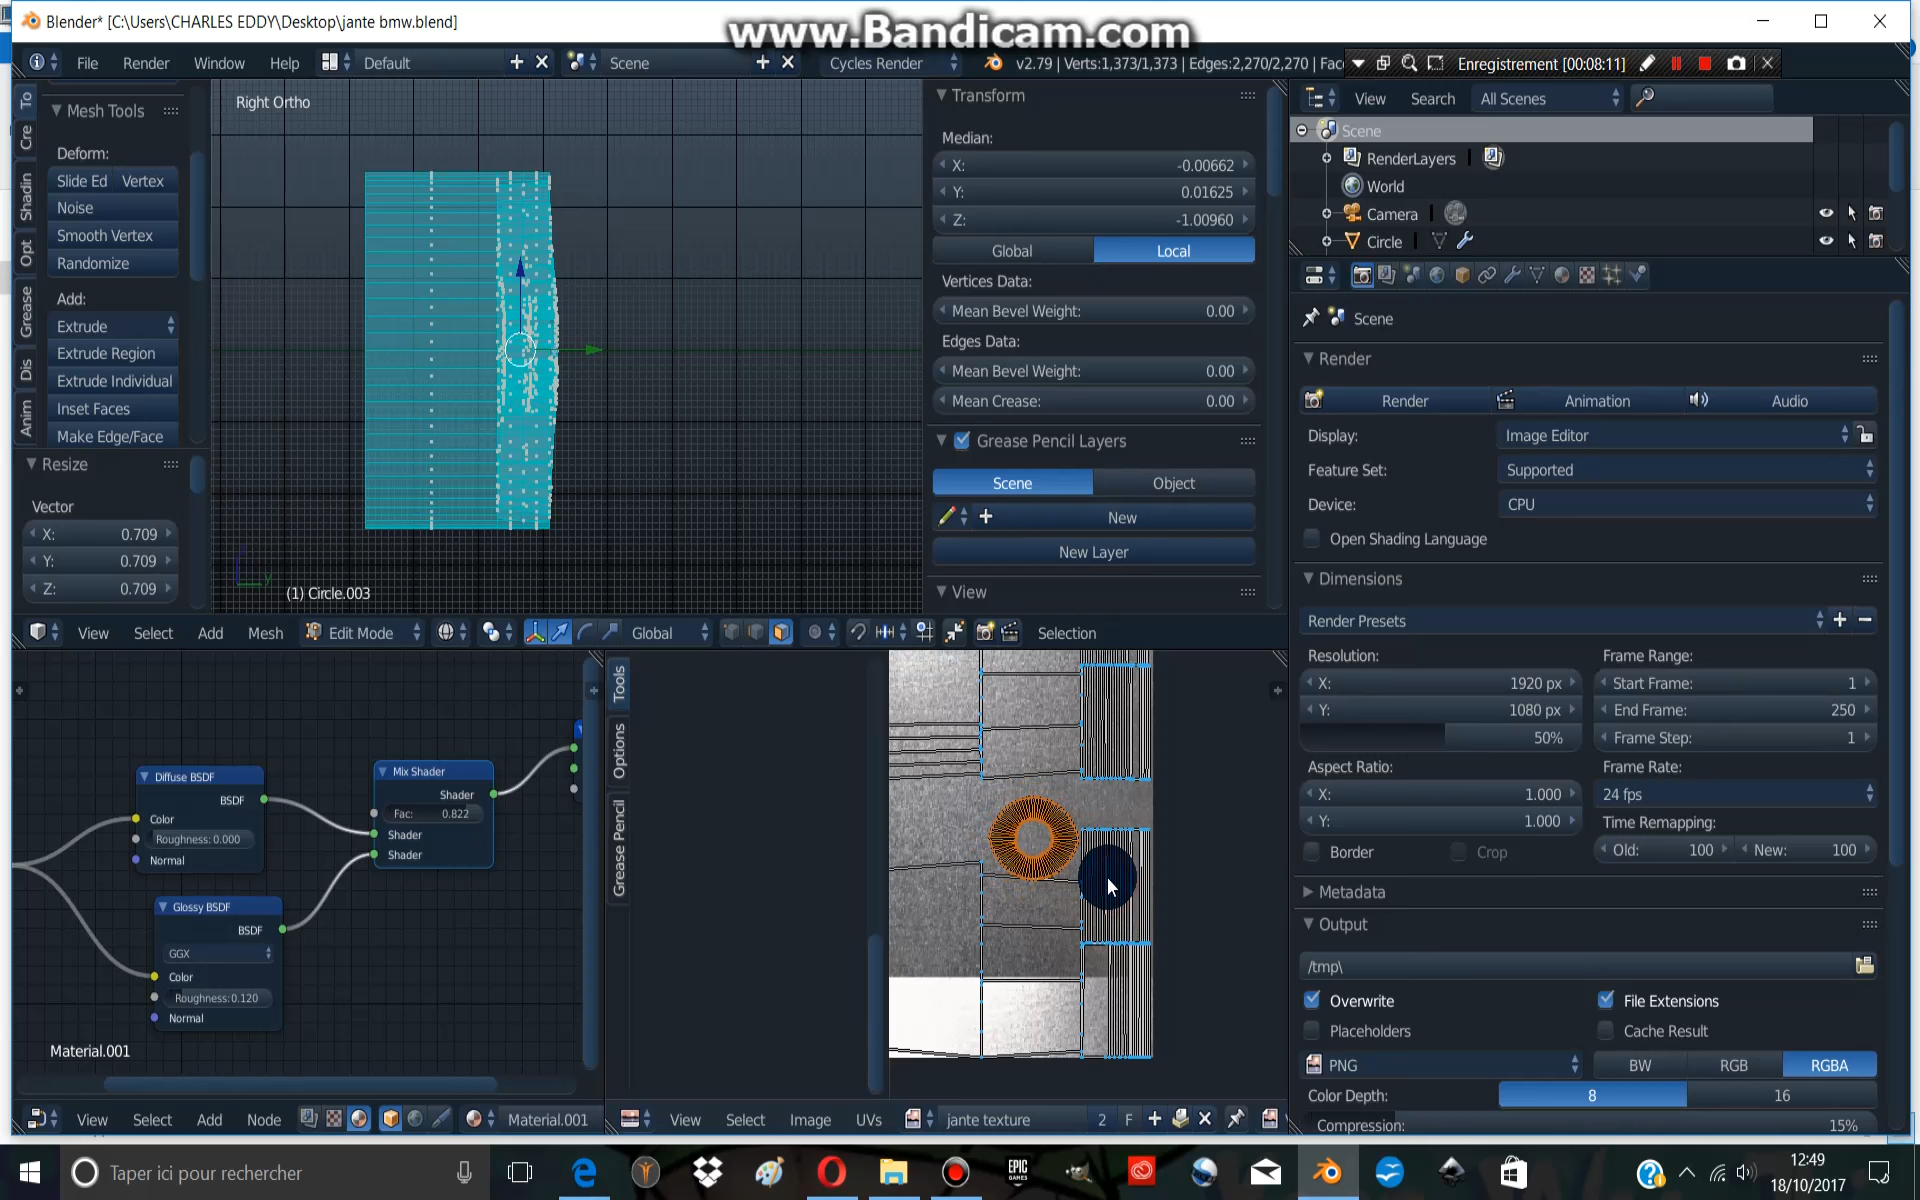 Blender* [C:\Users\CHARLES EDDY\Desktop\jante bmw.blend]
www.Bandicam.com
File Render Window Help Default Scene Cycles Render v2.79 | Verts:1,373/1,373 | Edges:2,270/2,270 | Fac Enregistrement [00:08:11]
Right Ortho
Mesh Tools
Deform:
Slide Ed Vertex
Noise
Smooth Vertex
Randomize
Add:
Extrude
Extrude Region
Extrude Individual
Inset Faces
Make Edge/Face
Resize
Vector
X: 0.709
Y: 0.709
Z: 0.709
To
Cre
Shadin
Opt
Grease
Dis
Anim
(1) Circle.003
Transform
Median:
X: -0.00662
Y: 0.01625
Z: -1.00960
Global Local
Vertices Data:
Mean Bevel Weight: 0.00
Edges Data:
Mean Bevel Weight: 0.00
Mean Crease: 0.00
Grease Pencil Layers
Scene Object
New
New Layer
View
View Select Add Mesh Edit Mode Global Selection
View Search All Scenes
Scene
RenderLayers
World
Camera
Circle
Scene
Render
Render Animation Audio
Display: Image Editor
Feature Set: Supported
Device: CPU
Open Shading Language
Dimensions
Render Presets
Resolution: Frame Range:
X: 1920 px Start Frame: 1
Y: 1080 px End Frame: 250
50% Frame Step: 1
Aspect Ratio: Frame Rate:
X: 1.000 24 fps
Y: 1.000 Time Remapping:
Border Crop Old: 100 New: 100
Metadata
Output
/tmp\
Overwrite File Extensions
Placeholders Cache Result
PNG BW RGB RGBA
Color Depth: 8 16
Compression: 15%
Diffuse BSDF
BSDF
Color
Roughness: 0.000
Normal
Mix Shader
Shader
Fac: 0.822
Shader
Shader
Glossy BSDF
BSDF
GGX
Color
Roughness:0.120
Normal
Material.001
View Select Add Node Material.001
Tools
Options
Grease Pencil
View Select Image UVs jante texture 2 F
Taper ici pour rechercher
EPIC
GAMES
12:49
18/10/2017